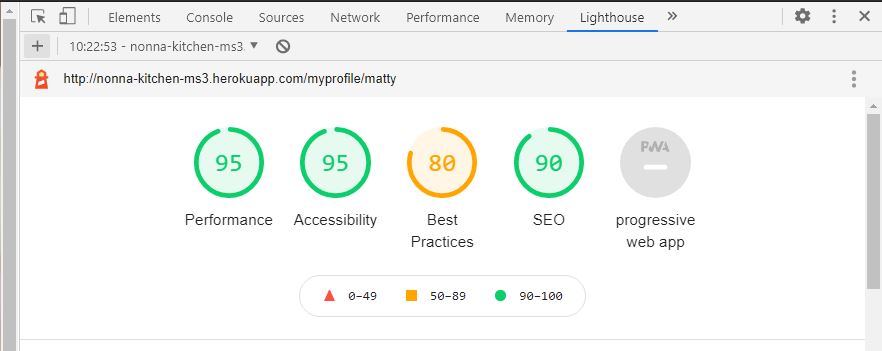 Elements Console Sources Network Performance Memory Lighthouse »
10:22:53 - nonna-kitchen-ms3
http://nonna-kitchen-ms3.herokuapp.com/myprofile/matty
95 95 80 90 PWA
Performance Accessibility Best Practices SEO progressive web app
0–49 50–89 90–100